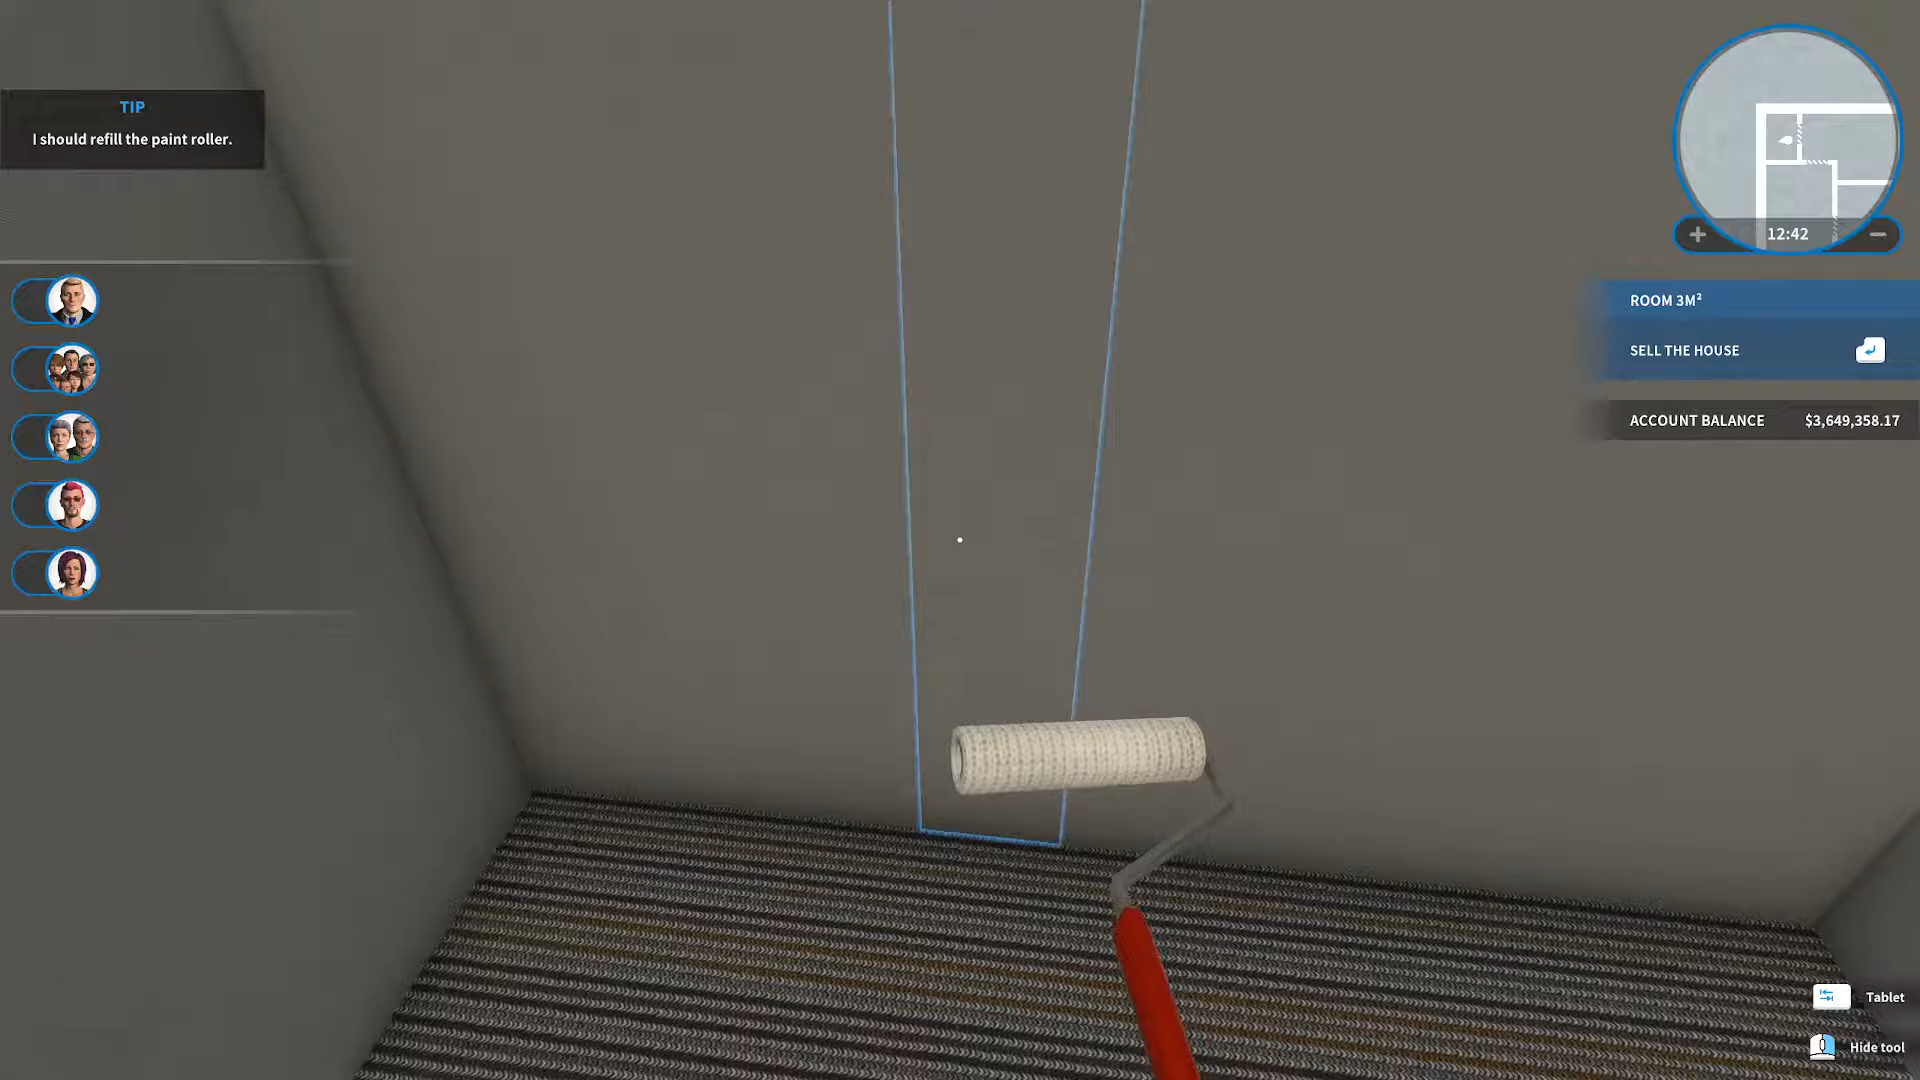 TIP
I should refill the paint roller.
12:42
ROOM 3M²
SELL THE HOUSE
ACCOUNT BALANCE $3,649,358.17
Tablet
Hide tool